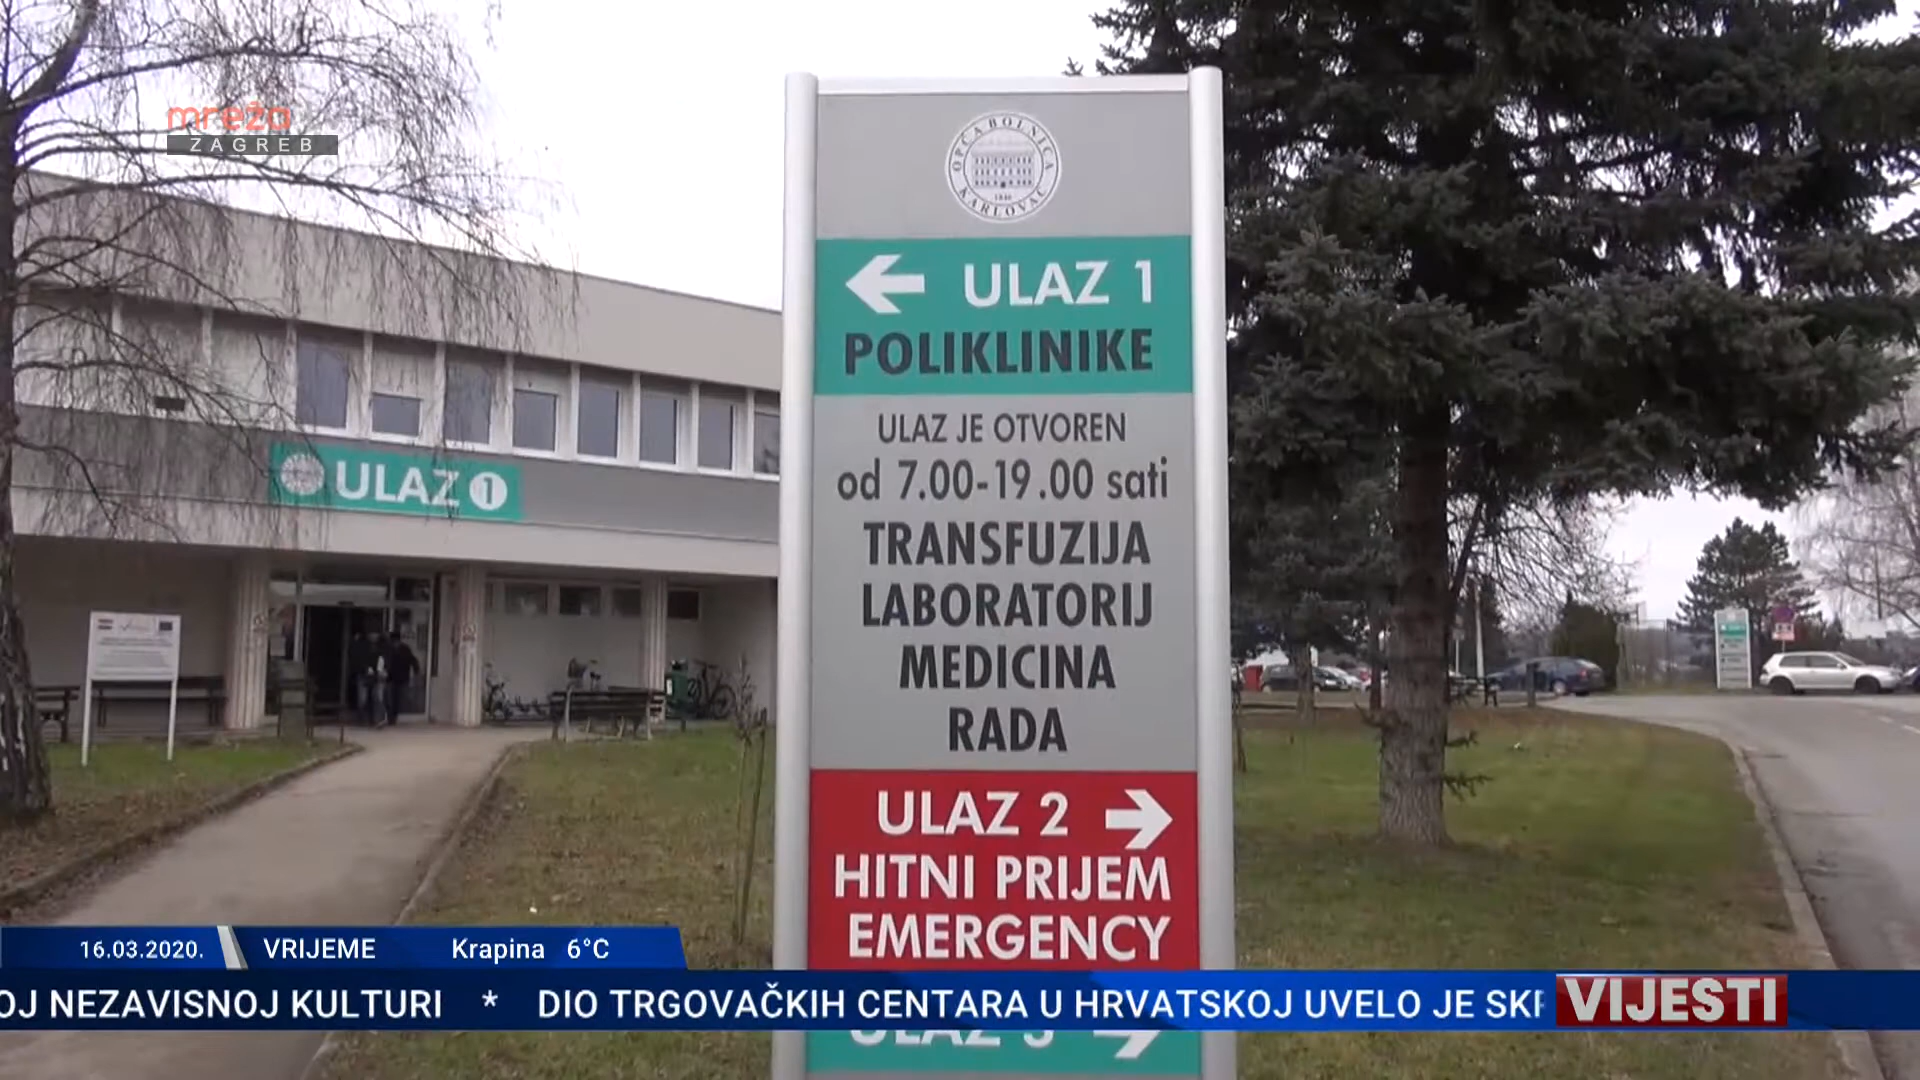 mreža
ZAGREB
OPĆA BOLNICA
KARLOVAC
ULAZ 1
POLIKLINIKE
ULAZ JE OTVOREN
od 7.00-19.00 sati
TRANSFUZIJA
LABORATORIJ
MEDICINA
RADA
ULAZ 2
HITNI PRIJEM
EMERGENCY
ULAZ 1
16.03.2020. VRIJEME Krapina 6°C
OJ NEZAVISNOJ KULTURI * DIO TRGOVAČKIH CENTARA U HRVATSKOJ UVELO JE
VIJESTI
ULAZ 3